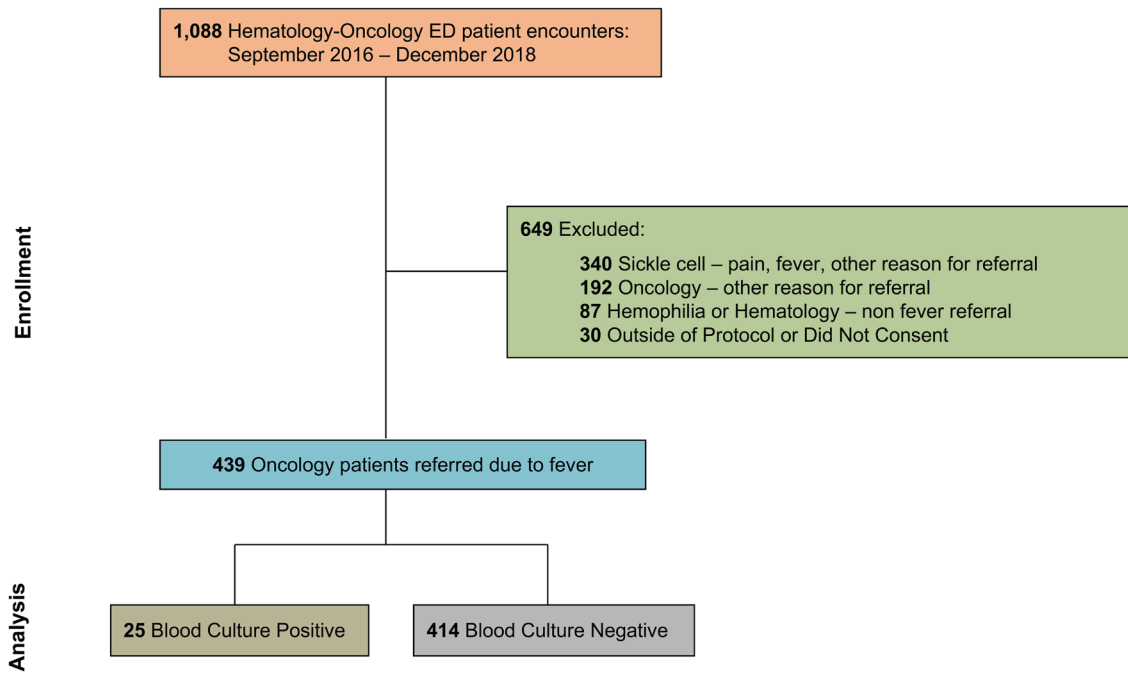 1,088 Hematology-Oncology ED patient encounters:
September 2016 – December 2018
Enrollment
649 Excluded:
340 Sickle cell – pain, fever, other reason for referral
192 Oncology – other reason for referral
87 Hemophilia or Hematology – non fever referral
30 Outside of Protocol or Did Not Consent
439 Oncology patients referred due to fever
Analysis
25 Blood Culture Positive
414 Blood Culture Negative